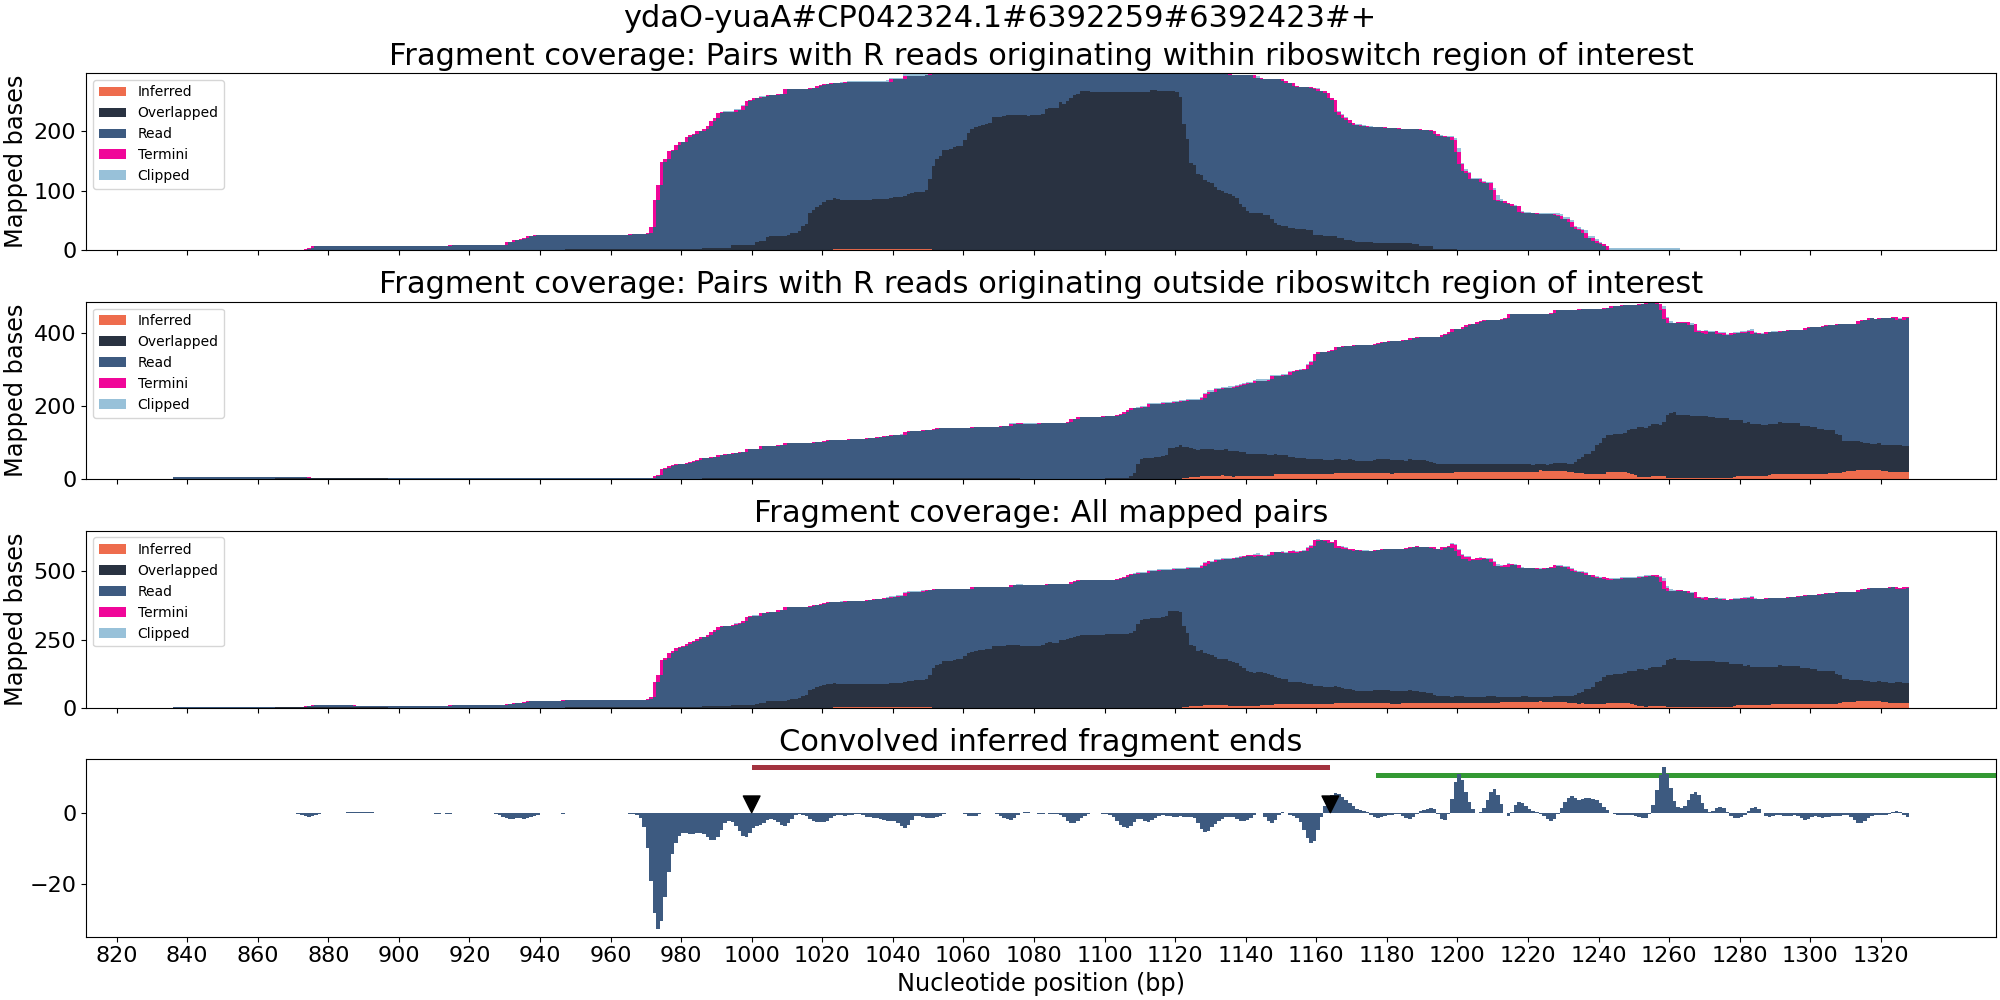 ydaO-yuaA#CP042324.1#6392259#6392423#+
Fragment coverage: Pairs with R reads originating within riboswitch region of interest
Mapped bases
200
100
0
Inferred
Overlapped
Read
Termini
Clipped
Fragment coverage: Pairs with R reads originating outside riboswitch region of interest
Mapped bases
400
200
0
Inferred
Overlapped
Read
Termini
Clipped
Fragment coverage: All mapped pairs
Mapped bases
500
250
0
Inferred
Overlapped
Read
Termini
Clipped
Convolved inferred fragment ends
0
−20
820 840 860 880 900 920 940 960 980 1000 1020 1040 1060 1080 1100 1120 1140 1160 1180 1200 1220 1240 1260 1280 1300 1320
Nucleotide position (bp)